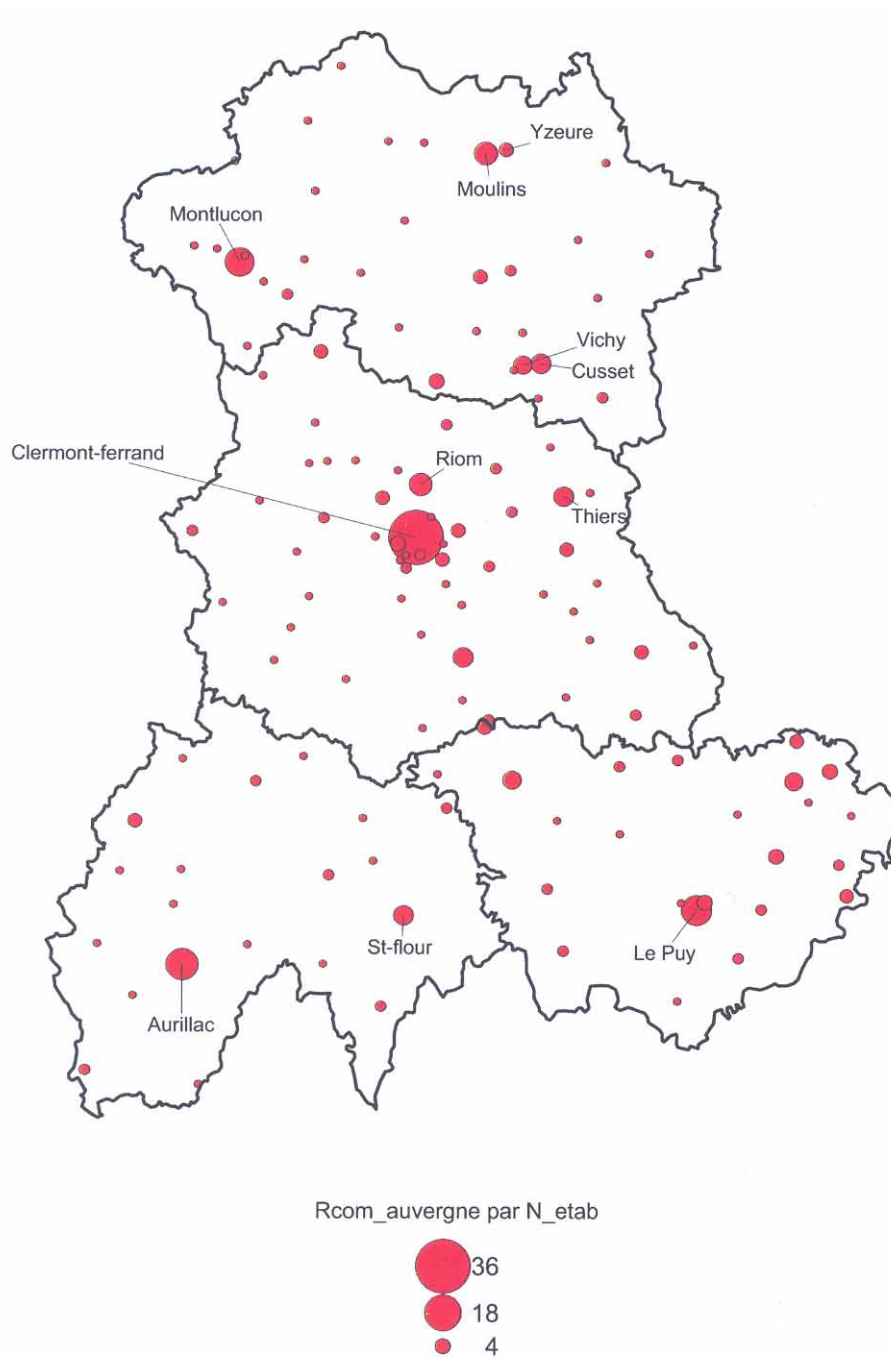 Yzeure
Moulins
Montlucon
Vichy
Cusset
Clermont-ferrand
Riom
Thiers
St-flour
Le Puy
Aurillac
Rcom_auvergne par N_etab
36
18
4